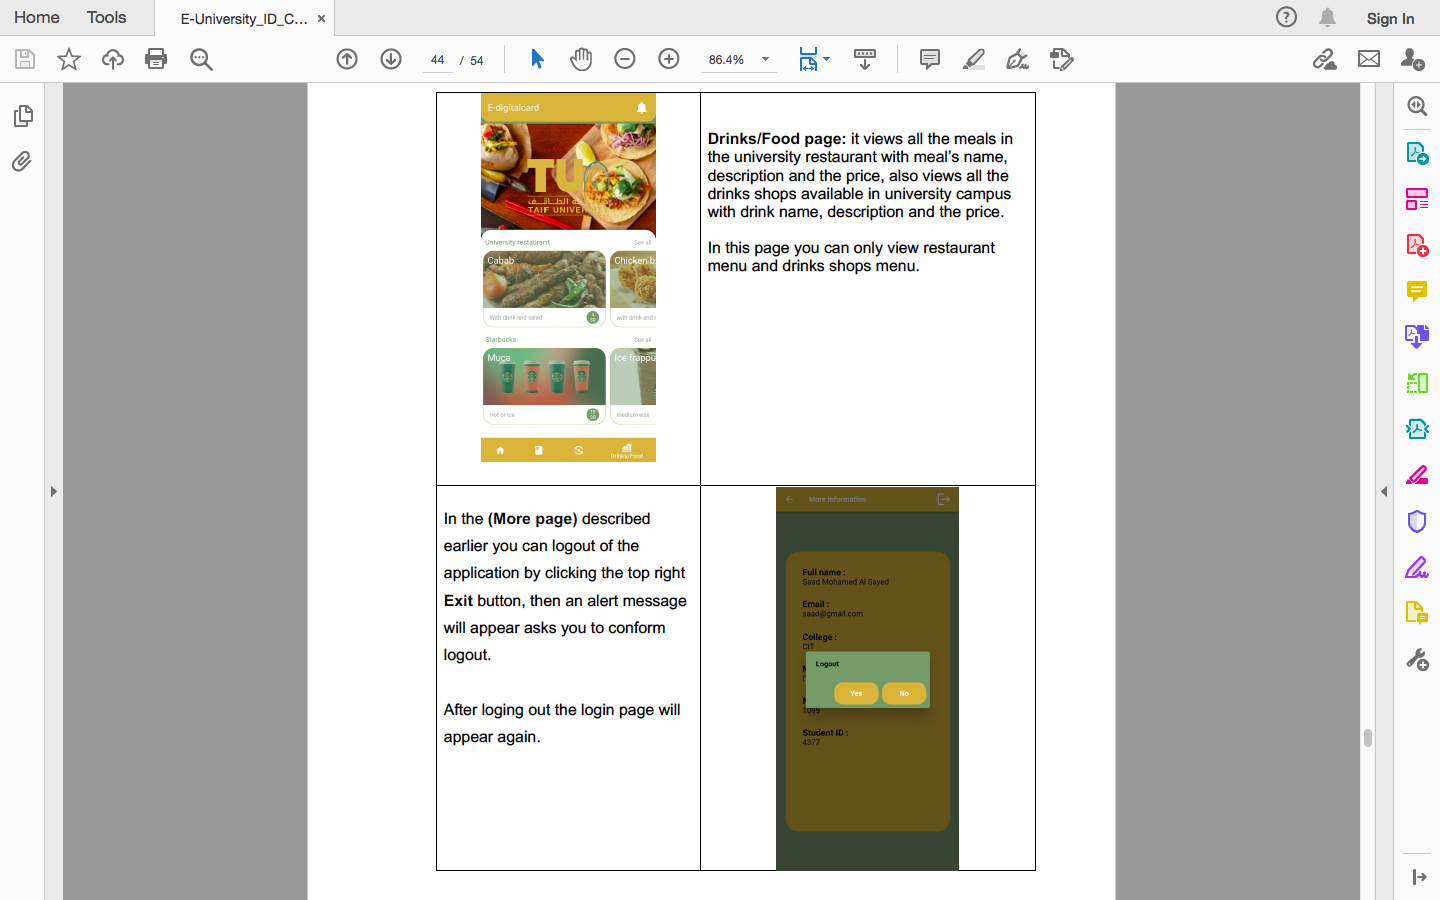 Home
Tools
E-University_ID_C...
Sign In
44 / 54
86.4%
E-digitalcard
TU
TAIF UNIVER
University restaurant
See all
Cabab
Chicken b
With drink and salad
with drink and s
Starbucks
See all
Muca
Ice frappu
Hot or Ice
medium size
Drinks/Food
Drinks/Food page: it views all the meals in
the university restaurant with meal's name,
description and the price, also views all the
drinks shops available in university campus
with drink name, description and the price.
In this page you can only view restaurant
menu and drinks shops menu.
In the (More page) described
earlier you can logout of the
application by clicking the top right
Exit button, then an alert message
will appear asks you to conform
logout.
After loging out the login page will
appear again.
More Information
Full name :
Saad Mohamed Al Sayed
Email :
saad@gmail.com
College :
CIT
Logout
Yes
No
1099
Student ID :
4377